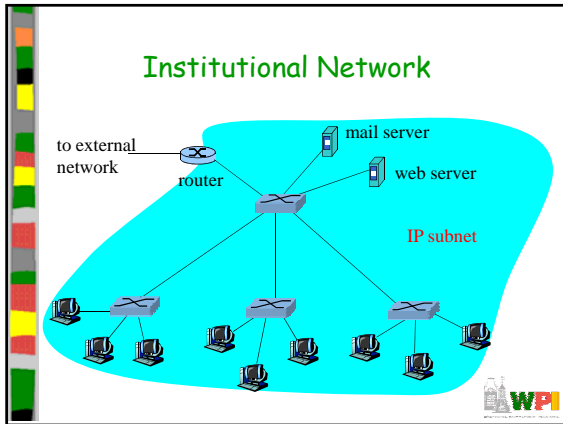 Institutional Network
mail server
to external
network
router
web server
IP subnet
WPI